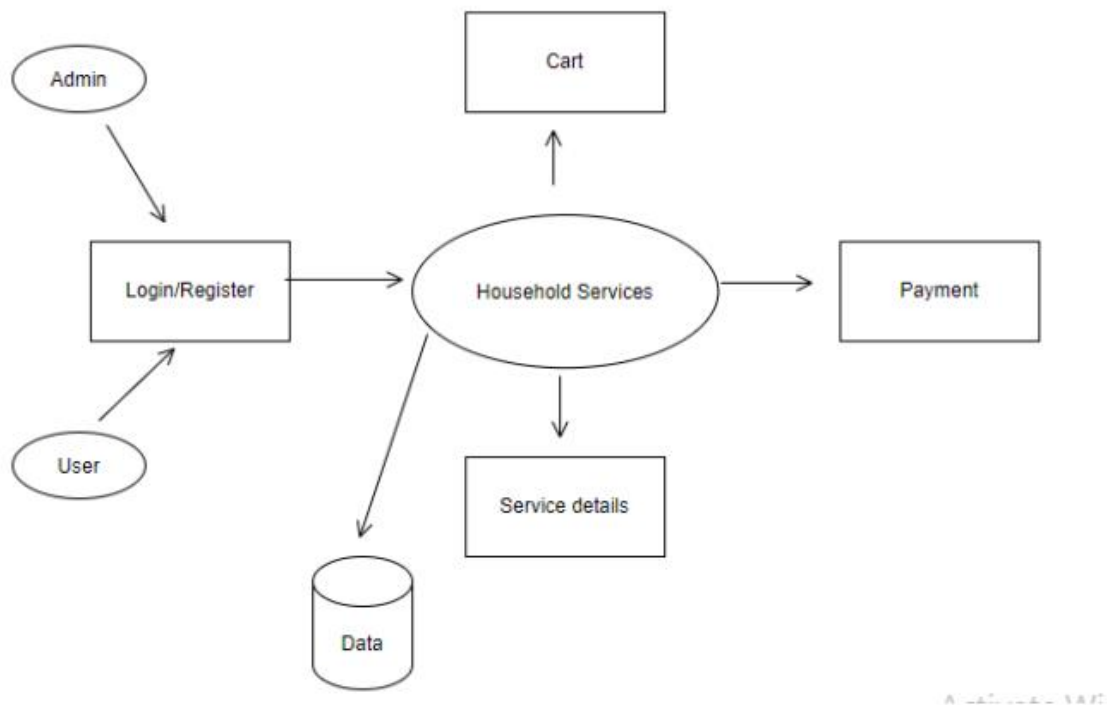 Cart
Admin
Login/Register
Household Services
Payment
User
Service details
Data